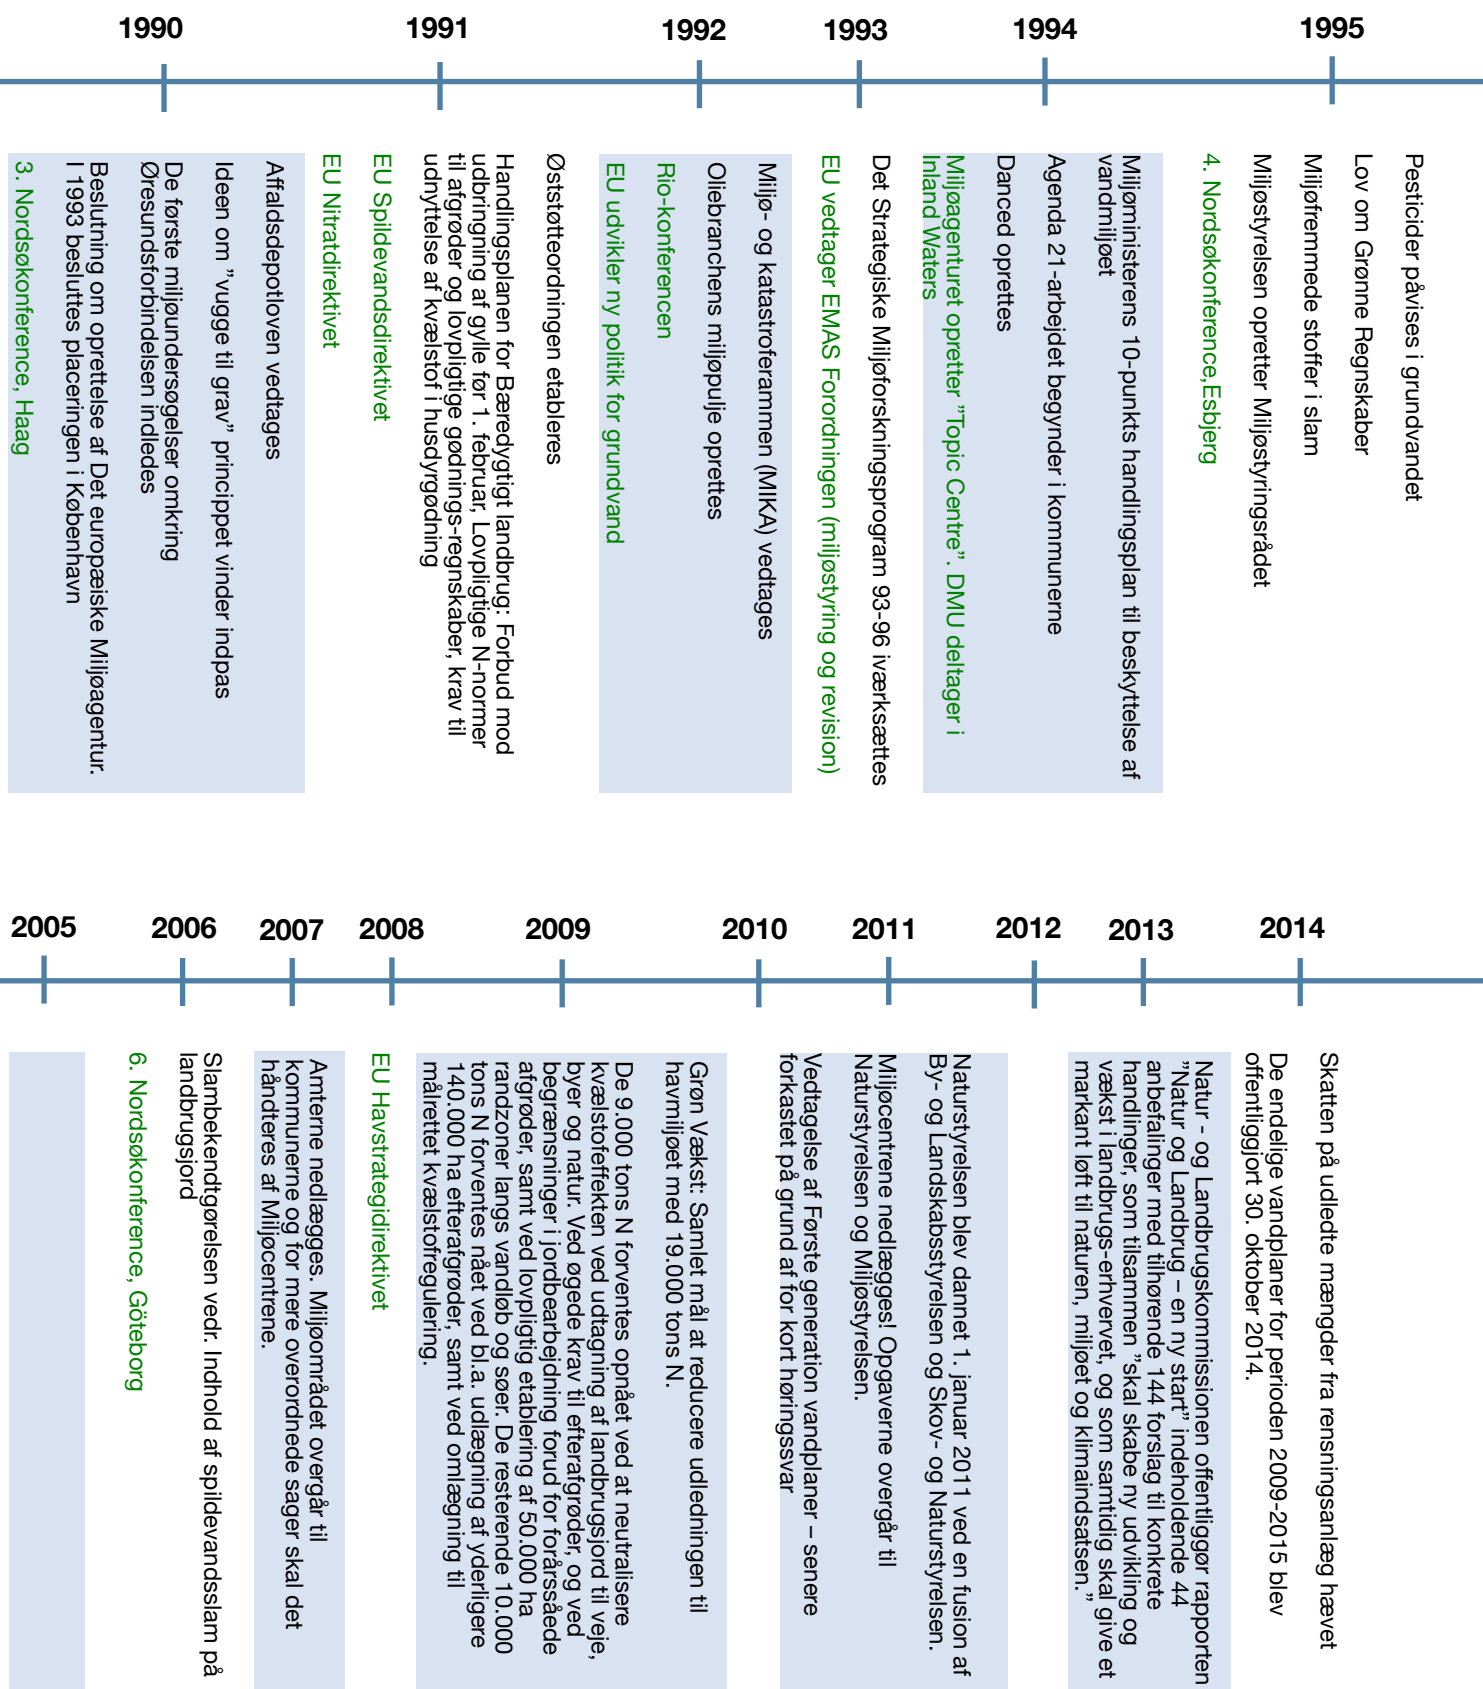 1990
1991
1992
1993
1994
1995
3. Nordsøkonference, Haag
Beslutning om oprettelse af Det europæiske Miljøagentur.
I 1993 besluttes placeringen i København
De første miljøundersøgelser omkring
Øresundsforbindelsen indledes
Ideen om ”vugge til grav” princippet vinder indpas
Affaldsdepotloven vedtages
EU Nitratdirektivet
EU Spildevandsdirektivet
Handlingsplanen for Bæredygtigt landbrug: Forbud mod
udbringning af gylle før 1. februar, Lovpligtige N-normer
til afgrøder og lovpligtige gødnings-regnskaber, krav til
udnyttelse af kvælstof i husdyrgødning
Øststøtteordningen etableres
EU udvikler ny politik for grundvand
Rio-konferencen
Oliebranchens miljøpulje oprettes
Miljø- og katastroferammen (MIKA) vedtages
EU vedtager EMAS Forordningen (miljøstyring og revision)
Det Strategiske Miljøforskningsprogram 93-96 iværksættes
Miljøagenturet opretter ”Topic Centre”. DMU deltager i
Inland Waters
Danced oprettes
Agenda 21-arbejdet begynder i kommunerne
Miljøministerens 10-punkts handlingsplan til beskyttelse af
vandmiljøet
4. Nordsøkonference,Esbjerg
Miljøstyrelsen opretter Miljøstyringsrådet
Miljøfremmede stoffer i slam
Lov om Grønne Regnskaber
Pesticider påvises i grundvandet
2005
2006
2007
2008
2009
2010
2011
2012
2013
2014
6. Nordsøkonference, Göteborg
Slambekendtgørelsen vedr. Indhold af spildevandsslam på
landbrugsjord
Amterne nedlægges. Miljøområdet overgår til
kommunerne og for mere overordnede sager skal det
håndteres af Miljøcentrene.
EU Havstrategidirektivet
De 9.000 tons N forventes opnået ved at neutralisere
kvælstofeffekten ved udtagning af landbrugsjord til veje,
byer og natur. Ved øgede krav til efterafgrøder, og ved
begrænsninger i jordbearbejdning forud for forårssåede
afgrøder, samt ved lovpligtig etablering af 50.000 ha
randzoner langs vandløb og søer. De resterende 10.000
tons N forventes nået ved bl.a. udlægning af yderligere
140.000 ha efterafgrøder, samt ved omlægning til
målrettet kvælstofregulering.
Grøn Vækst: Samlet mål at reducere udledningen til
havmiljøet med 19.000 tons N.
Vedtagelse af Første generation vandplaner – senere
forkastet på grund af for kort høringssvar
Miljøcentrene nedlægges! Opgaverne overgår til
Naturstyrelsen og Miljøstyrelsen.
Naturstyrelsen blev dannet 1. januar 2011 ved en fusion af
By- og Landskabsstyrelsen og Skov- og Naturstyrelsen.
Natur - og Landbrugskommissionen offentliggør rapporten
”Natur og Landbrug – en ny start” indeholdende 44
anbefalinger med tilhørende 144 forslag til konkrete
handlinger, som tilsammen ”skal skabe ny udvikling og
vækst i landbrugs-erhvervet, og som samtidig skal give et
markant løft til naturen, miljøet og klimaindsatsen.”
De endelige vandplaner for perioden 2009-2015 blev
offentliggjort 30. oktober 2014.
Skatten på udledte mængder fra rensningsanlæg hævet